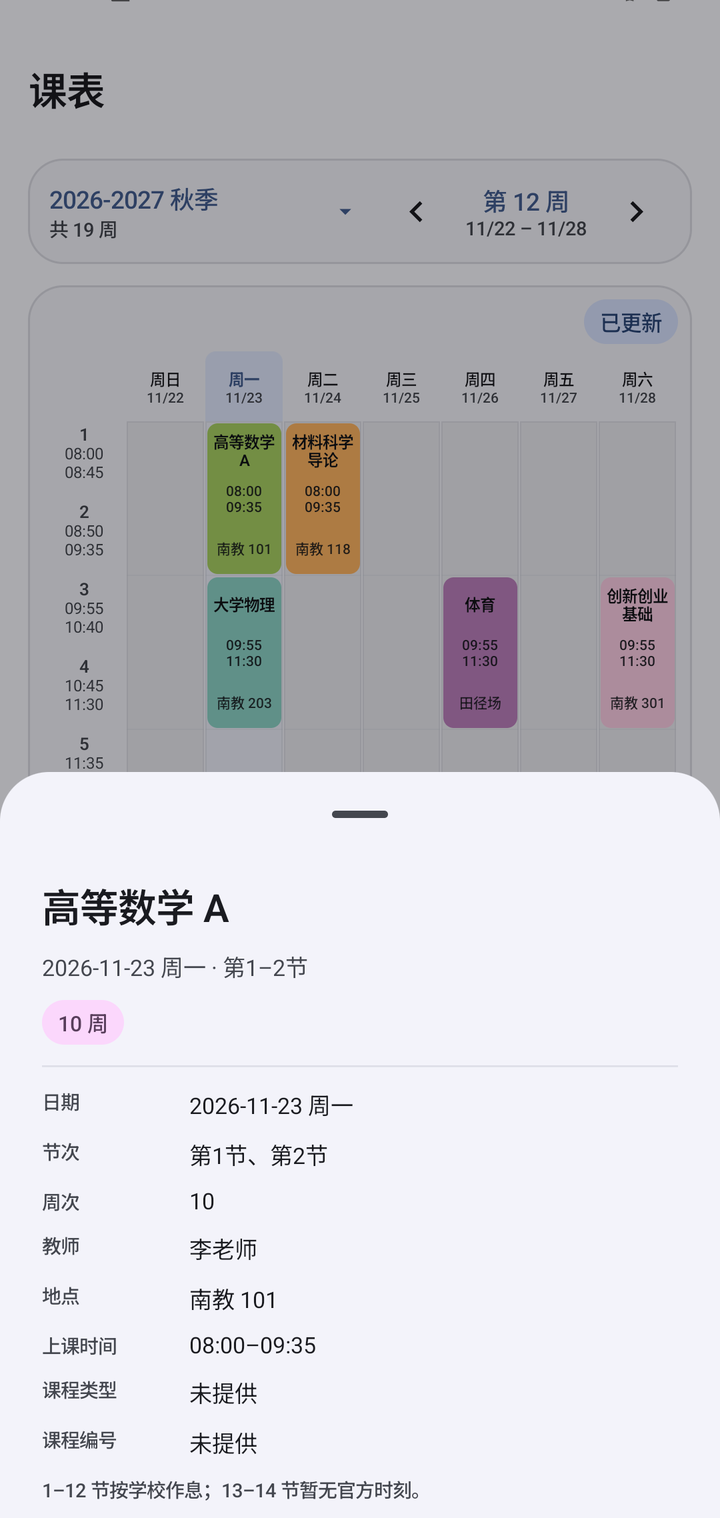 课表
2026-2027 秋季
共 19 周
第 12 周
11/22 – 11/28
已更新
周日 周一 周二 周三 周四 周五 周六
11/22 11/23 11/24 11/25 11/26 11/27 11/28
1
08:00
08:45
2
08:50
09:35
高等数学
A
08:00
09:35
南教 101
材料科学
导论
08:00
09:35
南教 118
3
09:55
10:40
4
10:45
11:30
大学物理
09:55
11:30
南教 203
体育
09:55
11:30
田径场
创新创业
基础
09:55
11:30
南教 301
5
11:35
高等数学 A
2026-11-23 周一 · 第1–2节
10 周
日期 2026-11-23 周一
节次 第1节、第2节
周次 10
教师 李老师
地点 南教 101
上课时间 08:00–09:35
课程类型 未提供
课程编号 未提供
1–12 节按学校作息；13–14 节暂无官方时刻。